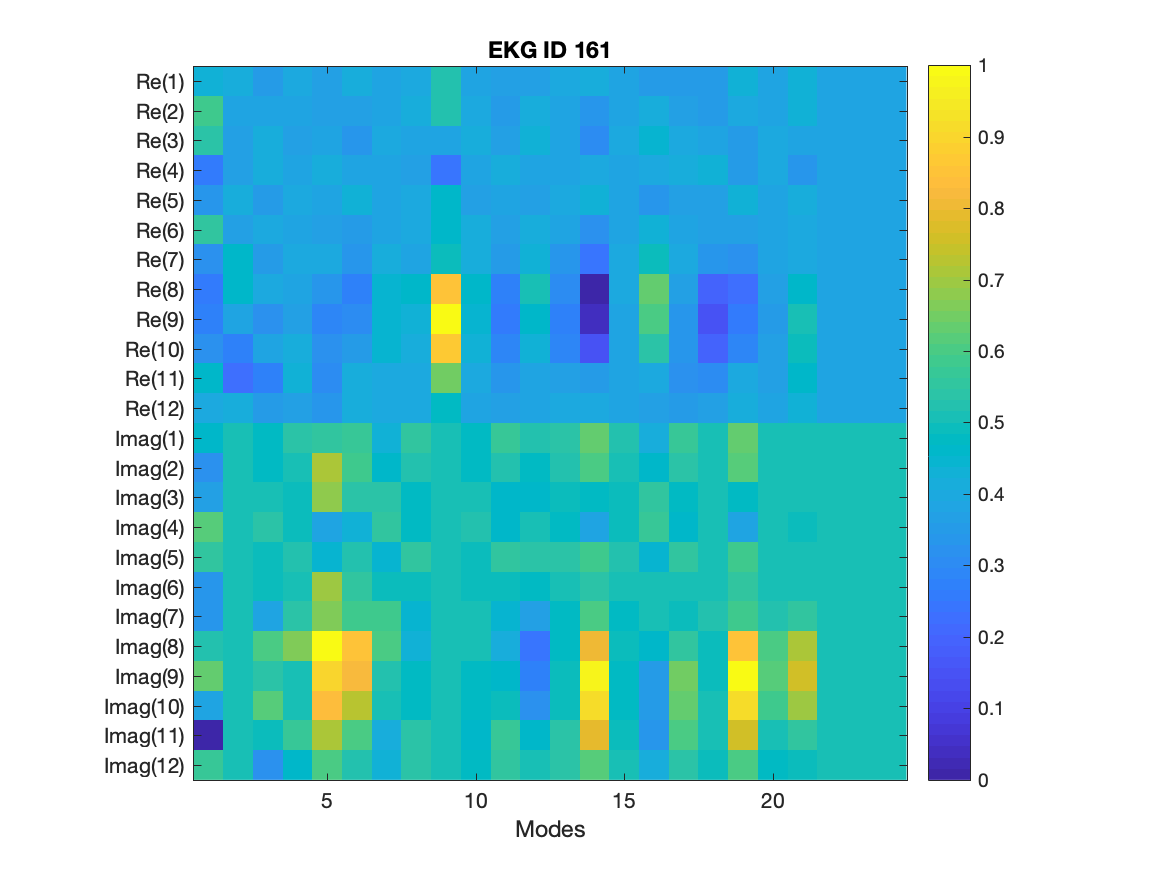 EKG ID 161
Re(1)
Re(2)
Re(3)
Re(4)
Re(5)
Re(6)
Re(7)
Re(8)
Re(9)
Re(10)
Re(11)
Re(12)
Imag(1)
Imag(2)
Imag(3)
Imag(4)
Imag(5)
Imag(6)
Imag(7)
Imag(8)
Imag(9)
Imag(10)
Imag(11)
Imag(12)
5 10 15 20
Modes
1
0.9
0.8
0.7
0.6
0.5
0.4
0.3
0.2
0.1
0